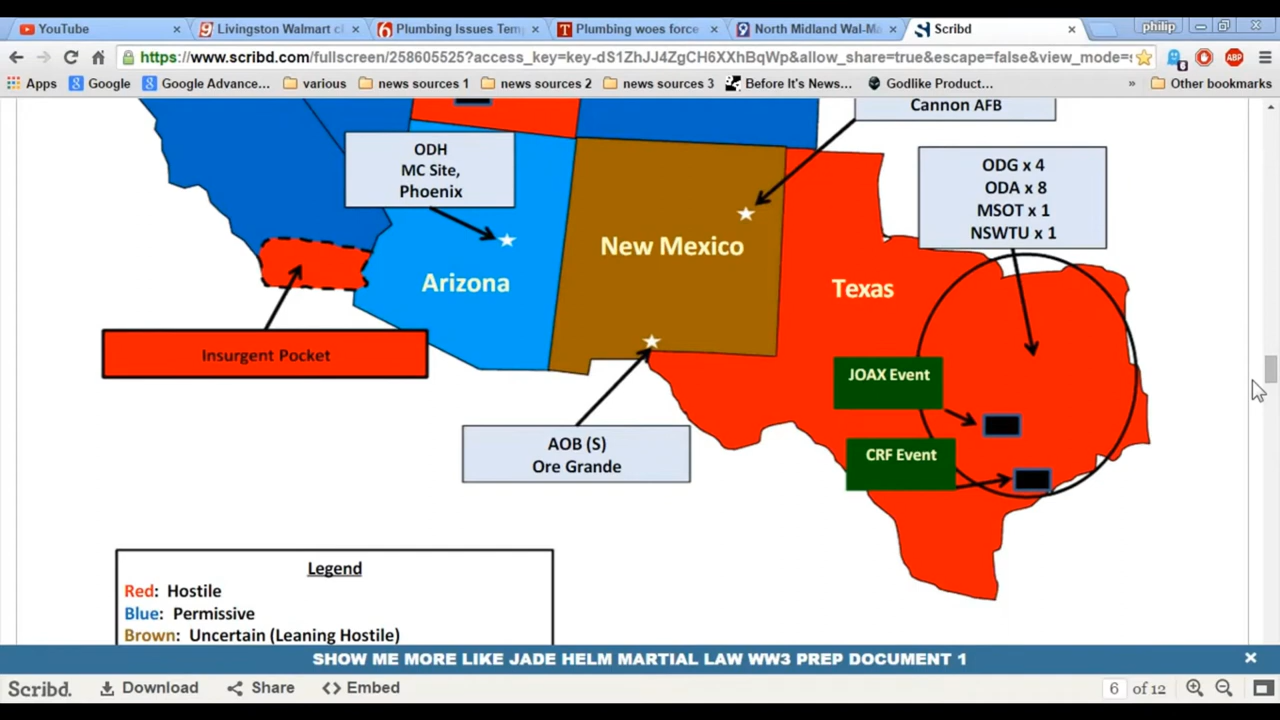 YouTube
Livingston Walmart cl
Plumbing Issues Temp
Plumbing woes force
North Midland Wal-Ma
Scribd
philip
https://www.scribd.com/fullscreen/258605525?access_key=key-dS1ZhJJ4ZgCH6XXhBqWp&allow_share=true&escape=false&view_mode=s
6
ABP
Apps
Google
Google Advance...
various
news sources 1
news sources 2
news sources 3
Before It's News...
Godlike Product...
»
Other bookmarks
Cannon AFB
ODH
MC Site,
Phoenix
ODG x 4
ODA x 8
MSOT x 1
NSWTU x 1
New Mexico
Arizona
Texas
Insurgent Pocket
JOAX Event
CRF Event
AOB (S)
Ore Grande
Legend
Red: Hostile
Blue: Permissive
Brown: Uncertain (Leaning Hostile)
SHOW ME MORE LIKE JADE HELM MARTIAL LAW WW3 PREP DOCUMENT 1
Scribd.
Download
Share
Embed
6 of 12